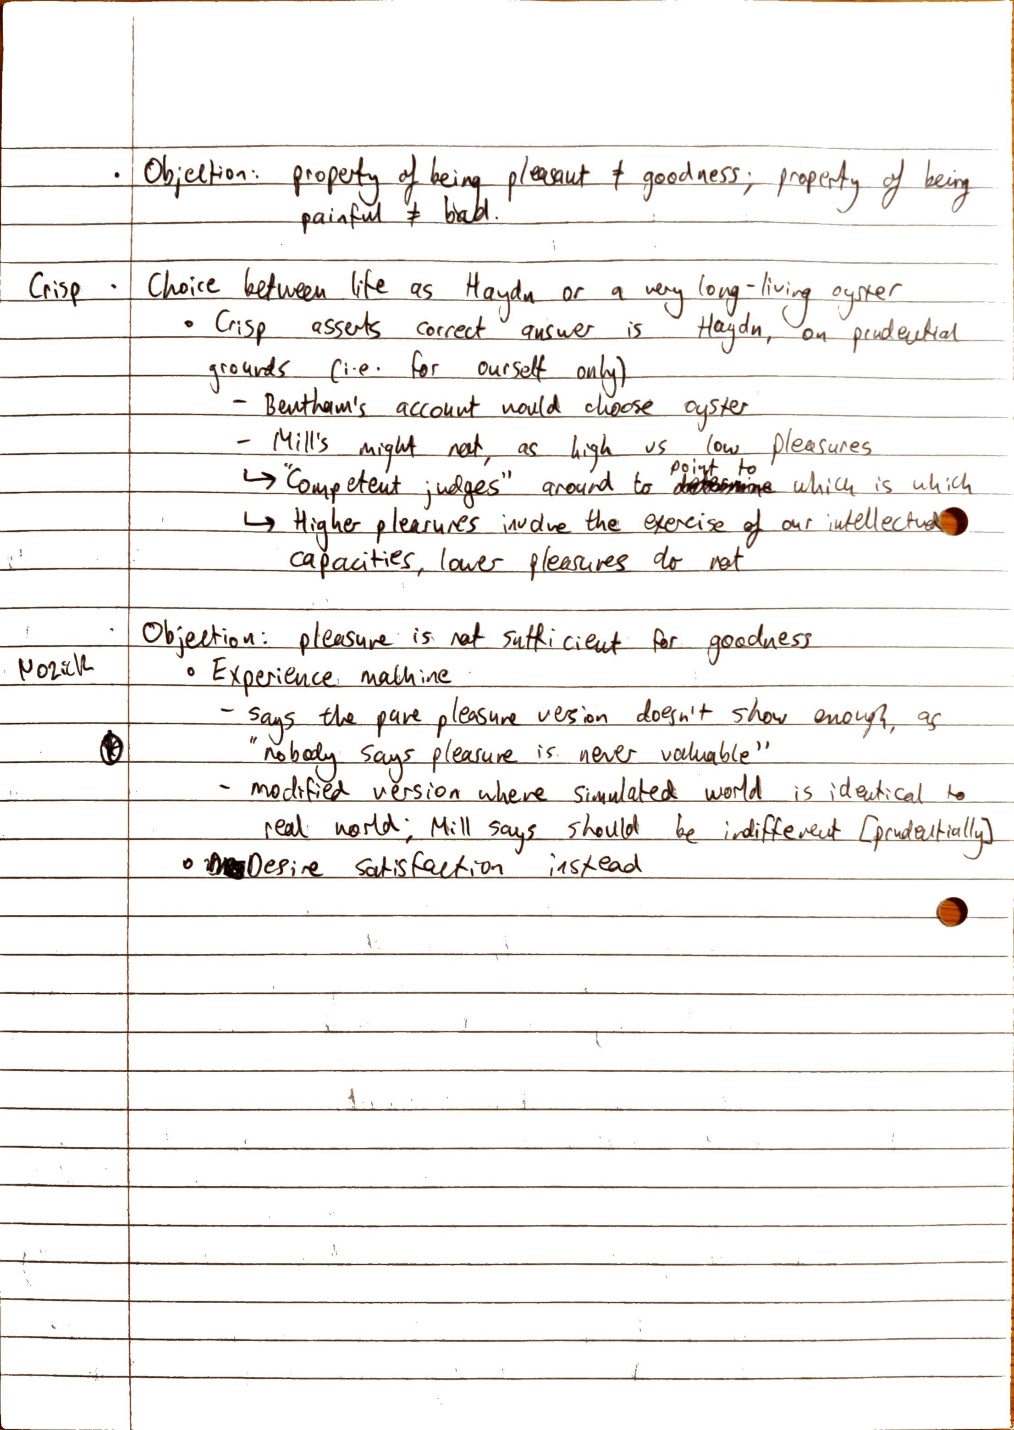 · Objection: property of being pleasant ≠ goodness; property of being
painful ≠ bad.
Crisp · Choice between life as Haydn or a very long-living oyster
∘ Crisp asserts correct answer is Haydn, on prudential
grounds (i.e. for ourself only)
- Bentham's account would choose oyster
- Mill's might not, as high vs low pleasures
↳ "Competent judges" around to point to which is which
↳ Higher pleasures involve the exercise of our intellectual
capacities, lower pleasures do not
· Objection: pleasure is not sufficient for goodness
Nozick ∘ Experience machine
- says the pure pleasure version doesn't show enough, as
"nobody says pleasure is never valuable"
- modified version where simulated world is identical to
real world; Mill says should be indifferent [prudentially]
∘ Desire satisfaction instead